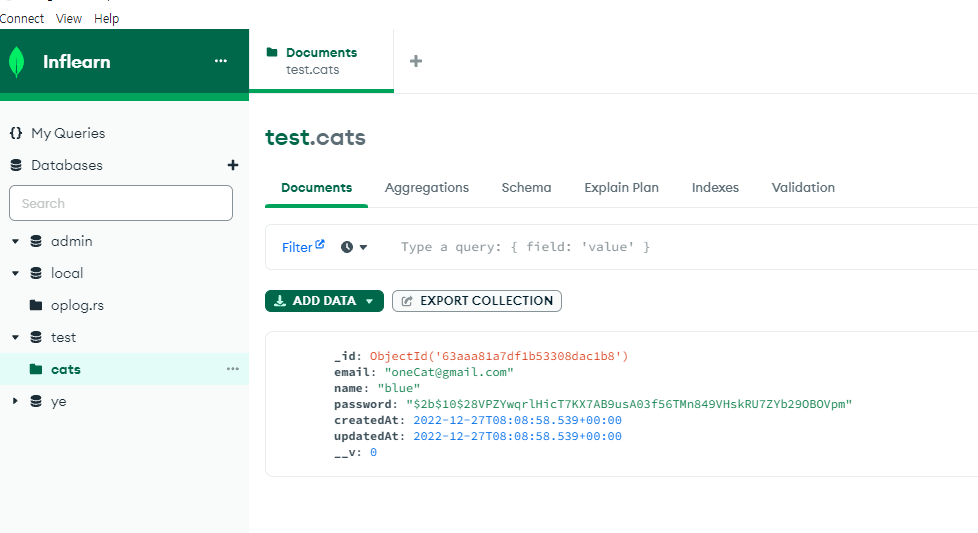 Connect View Help
Inflearn ...
Documents
test.cats
+
{} My Queries
Databases +
Search
admin
local
oplog.rs
test
cats ...
ye
test.cats
Documents Aggregations Schema Explain Plan Indexes Validation
Filter Type a query: { field: 'value' }
ADD DATA EXPORT COLLECTION
_id: ObjectId('63aaa81a7df1b53308dac1b8')
email: "oneCat@gmail.com"
name: "blue"
password: "$2b$10$28VPZYwqrlHicT7KX7AB9usA03f56TMn849VHskRU7ZYb29OBOVpm"
createdAt: 2022-12-27T08:08:58.539+00:00
updatedAt: 2022-12-27T08:08:58.539+00:00
__v: 0